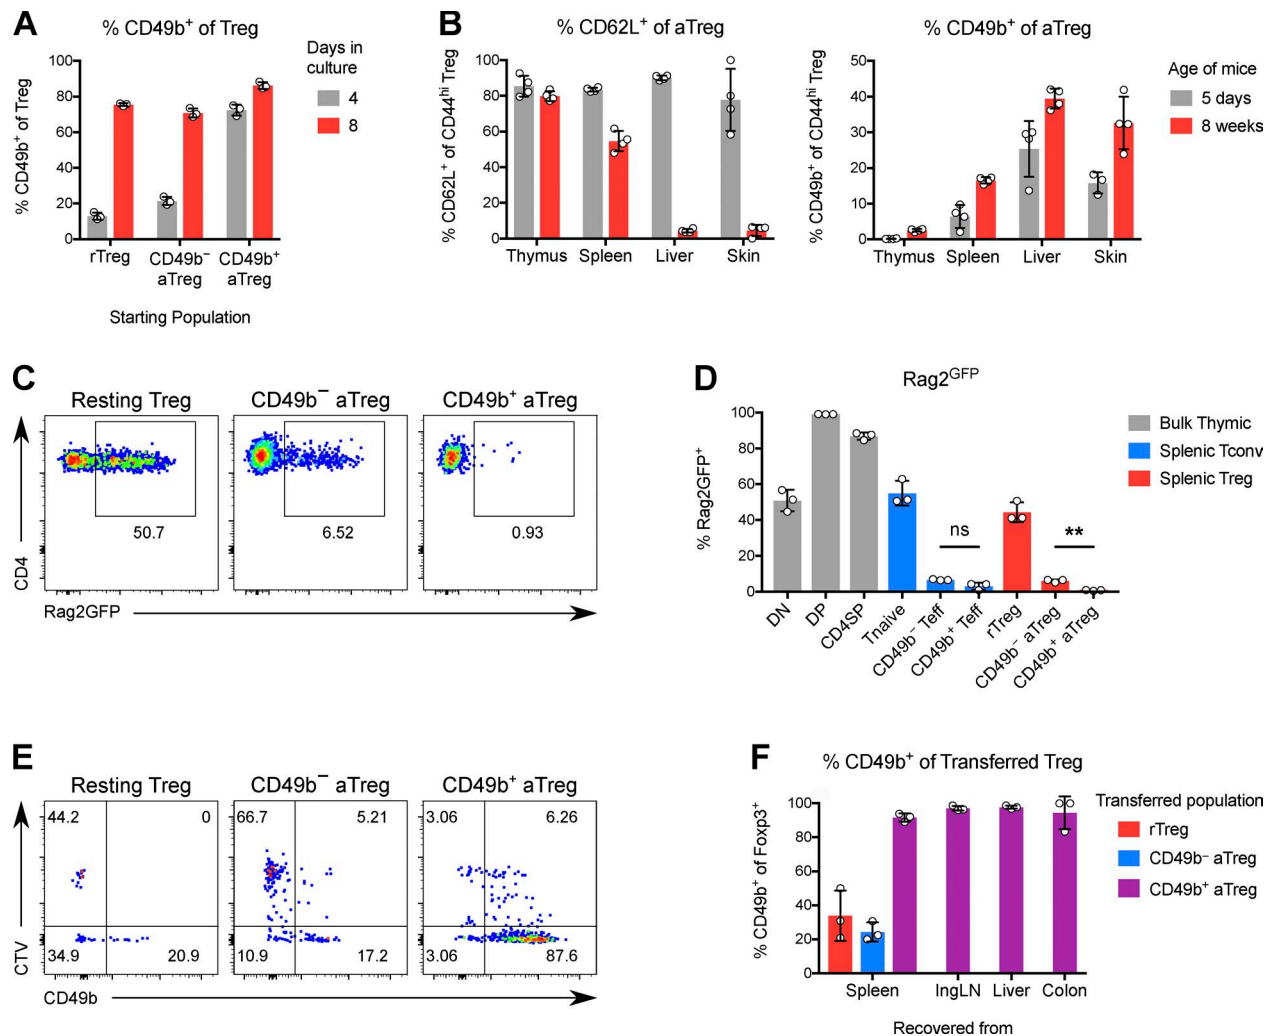 A
% CD49b⁺ of Treg
% CD49b⁺ of Treg
100
80
60
40
20
0
rTreg
CD49b⁻ aTreg
CD49b⁺ aTreg
Starting Population
Days in culture
4
8
B
% CD62L⁺ of aTreg
% CD62L⁺ of CD44ʰⁱ Treg
100
80
60
40
20
0
Thymus Spleen Liver Skin
% CD49b⁺ of aTreg
% CD49b⁺ of CD44ʰⁱ Treg
50
40
30
20
10
0
Thymus Spleen Liver Skin
Age of mice
5 days
8 weeks
C
Resting Treg
CD49b⁻ aTreg
CD49b⁺ aTreg
50.7
6.52
0.93
CD4
Rag2GFP
D
Rag2ᴳᶠᴾ
% Rag2GFP⁺
100
80
60
40
20
0
ns
**
DN
DP
CD4SP
Tnaive
CD49b⁻ Teff
CD49b⁺ Teff
rTreg
CD49b⁻ aTreg
CD49b⁺ aTreg
Bulk Thymic
Splenic Tconv
Splenic Treg
E
Resting Treg
CD49b⁻ aTreg
CD49b⁺ aTreg
44.2 0
34.9 20.9
66.7 5.21
10.9 17.2
3.06 6.26
3.06 87.6
CTV
CD49b
F
% CD49b⁺ of Transferred Treg
% CD49b⁺ of Foxp3⁺
100
80
60
40
20
0
Spleen IngLN Liver Colon
Recovered from
Transferred population
rTreg
CD49b⁻ aTreg
CD49b⁺ aTreg